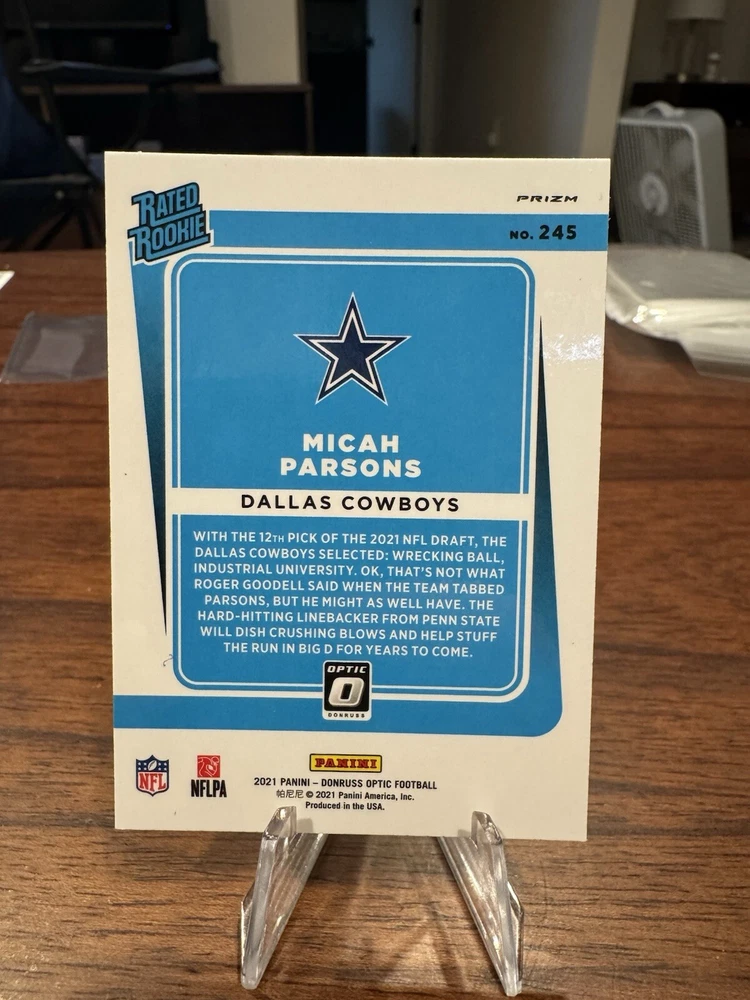 RATED
ROOKIE
PRIZM
NO. 245
MICAH
PARSONS
DALLAS COWBOYS
WITH THE 12TH PICK OF THE 2021 NFL DRAFT, THE
DALLAS COWBOYS SELECTED: WRECKING BALL,
INDUSTRIAL UNIVERSITY. OK, THAT'S NOT WHAT
ROGER GOODELL SAID WHEN THE TEAM TABBED
PARSONS, BUT HE MIGHT AS WELL HAVE. THE
HARD-HITTING LINEBACKER FROM PENN STATE
WILL DISH CRUSHING BLOWS AND HELP STUFF
THE RUN IN BIG D FOR YEARS TO COME.
OPTIC
O
DONRUSS
NFL
NFLPA
PANINI
2021 PANINI – DONRUSS OPTIC FOOTBALL
帕尼尼 © 2021 Panini America, Inc.
Produced in the USA.